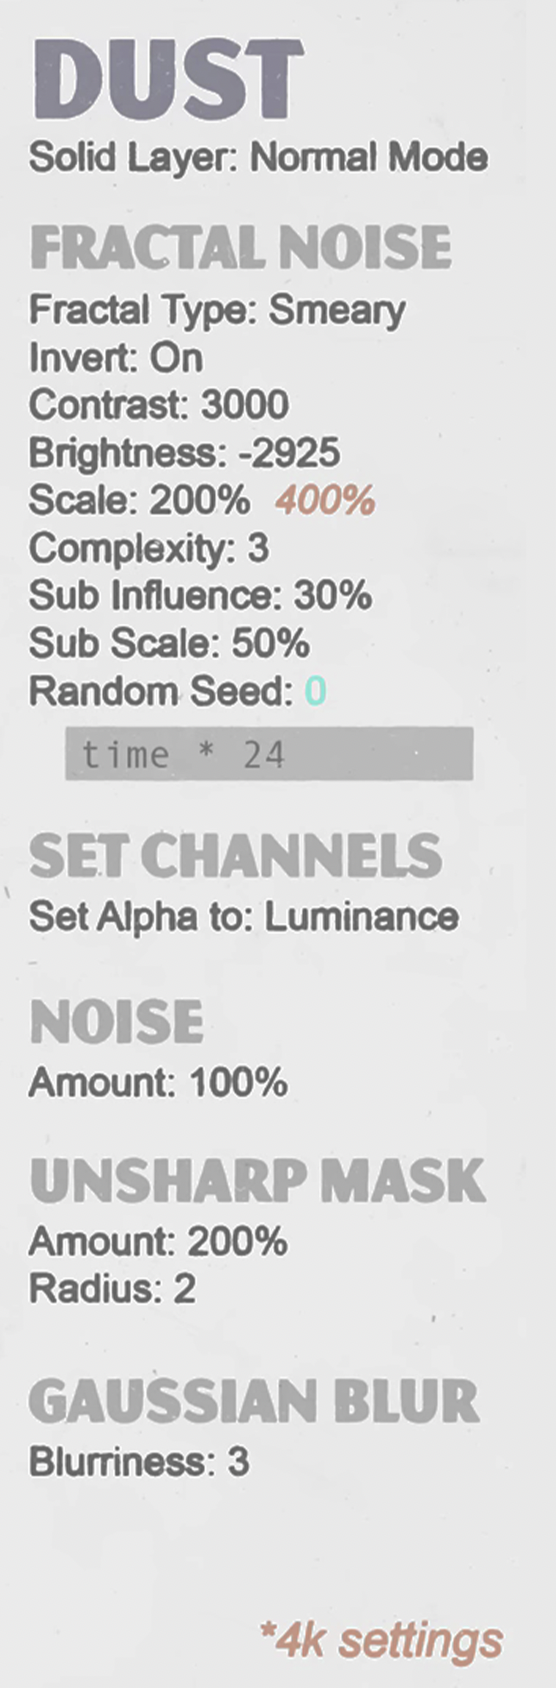 DUST
Solid Layer: Normal Mode
FRACTAL NOISE
Fractal Type: Smeary
Invert: On
Contrast: 3000
Brightness: -2925
Scale: 200% 400%
Complexity: 3
Sub Influence: 30%
Sub Scale: 50%
Random Seed: 0
time * 24
SET CHANNELS
Set Alpha to: Luminance
NOISE
Amount: 100%
UNSHARP MASK
Amount: 200%
Radius: 2
GAUSSIAN BLUR
Blurriness: 3
*4k settings